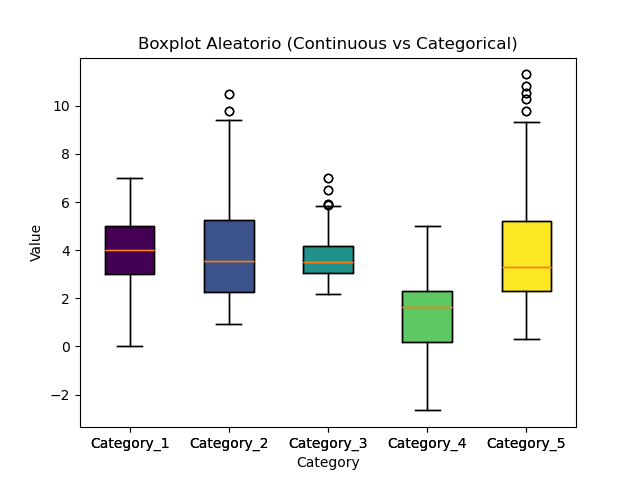 Boxplot Aleatorio (Continuous vs Categorical)
Value
10
8
6
4
2
0
−2
Category_1
Category_2
Category_3
Category_4
Category_5
Category